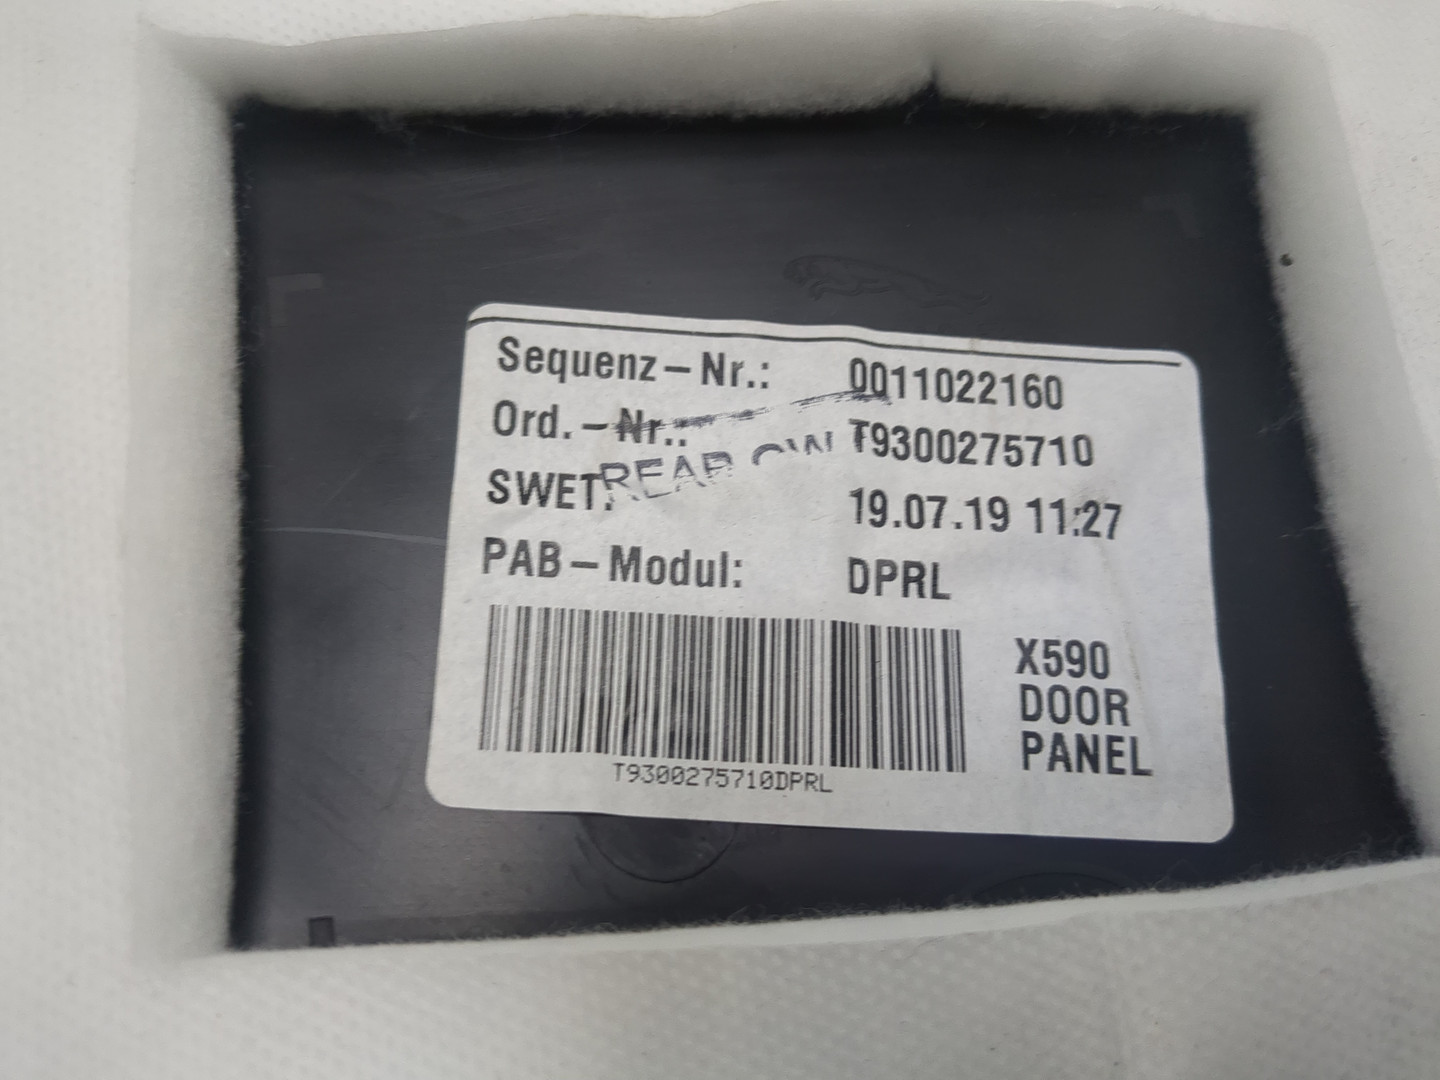 Sequenz-Nr.: 0011022160
Ord.-Nr.: T9300275710
REAR
SWET: 19.07.19 11:27
PAB-Modul: DPRL
X590
DOOR
PANEL
T9300275710DPRL